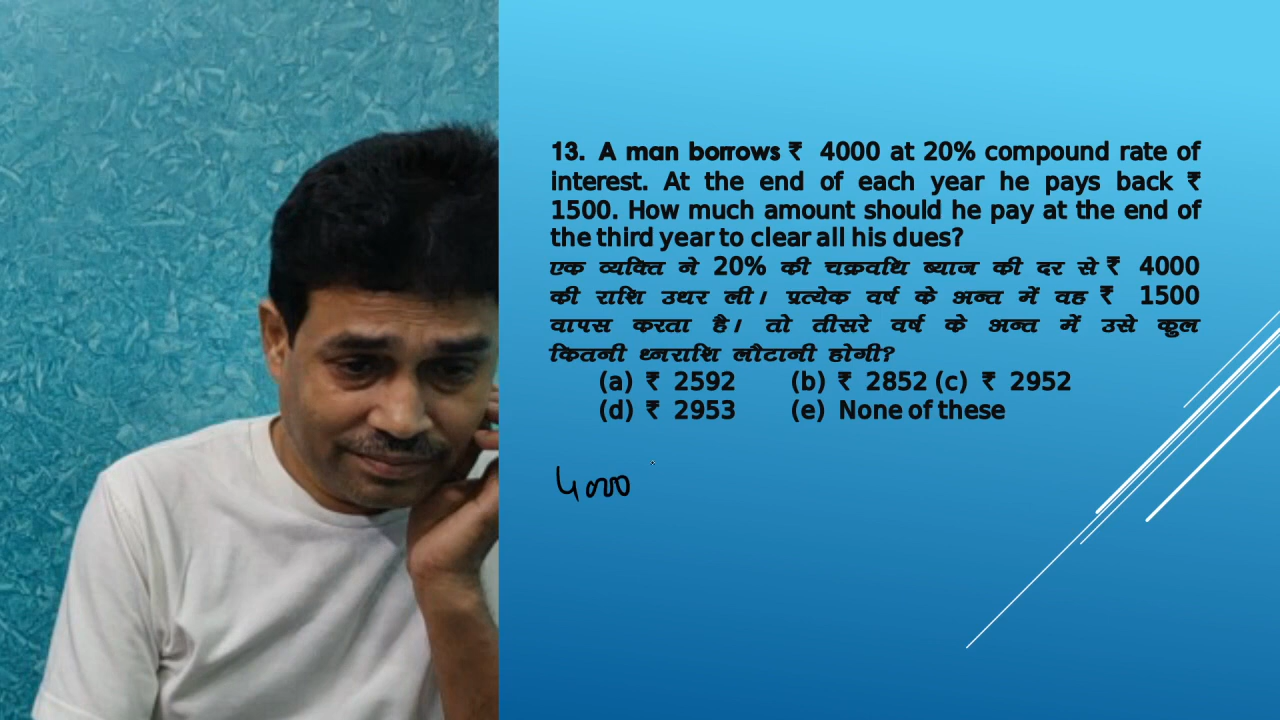 13. A man borrows ₹ 4000 at 20% compound rate of
interest. At the end of each year he pays back ₹
1500. How much amount should he pay at the end of
the third year to clear all his dues?
एक व्यक्ति ने 20% की चक्रवधि ब्याज की दर से ₹ 4000
की राशि उधर ली। प्रत्येक वर्ष के अन्त में वह ₹ 1500
वापस करता है। तो तीसरे वर्ष के अन्त में उसे कुल
कितनी ध्नराशि लौटानी होगी?
(a) ₹ 2592 (b) ₹ 2852 (c) ₹ 2952
(d) ₹ 2953 (e) None of these
4000